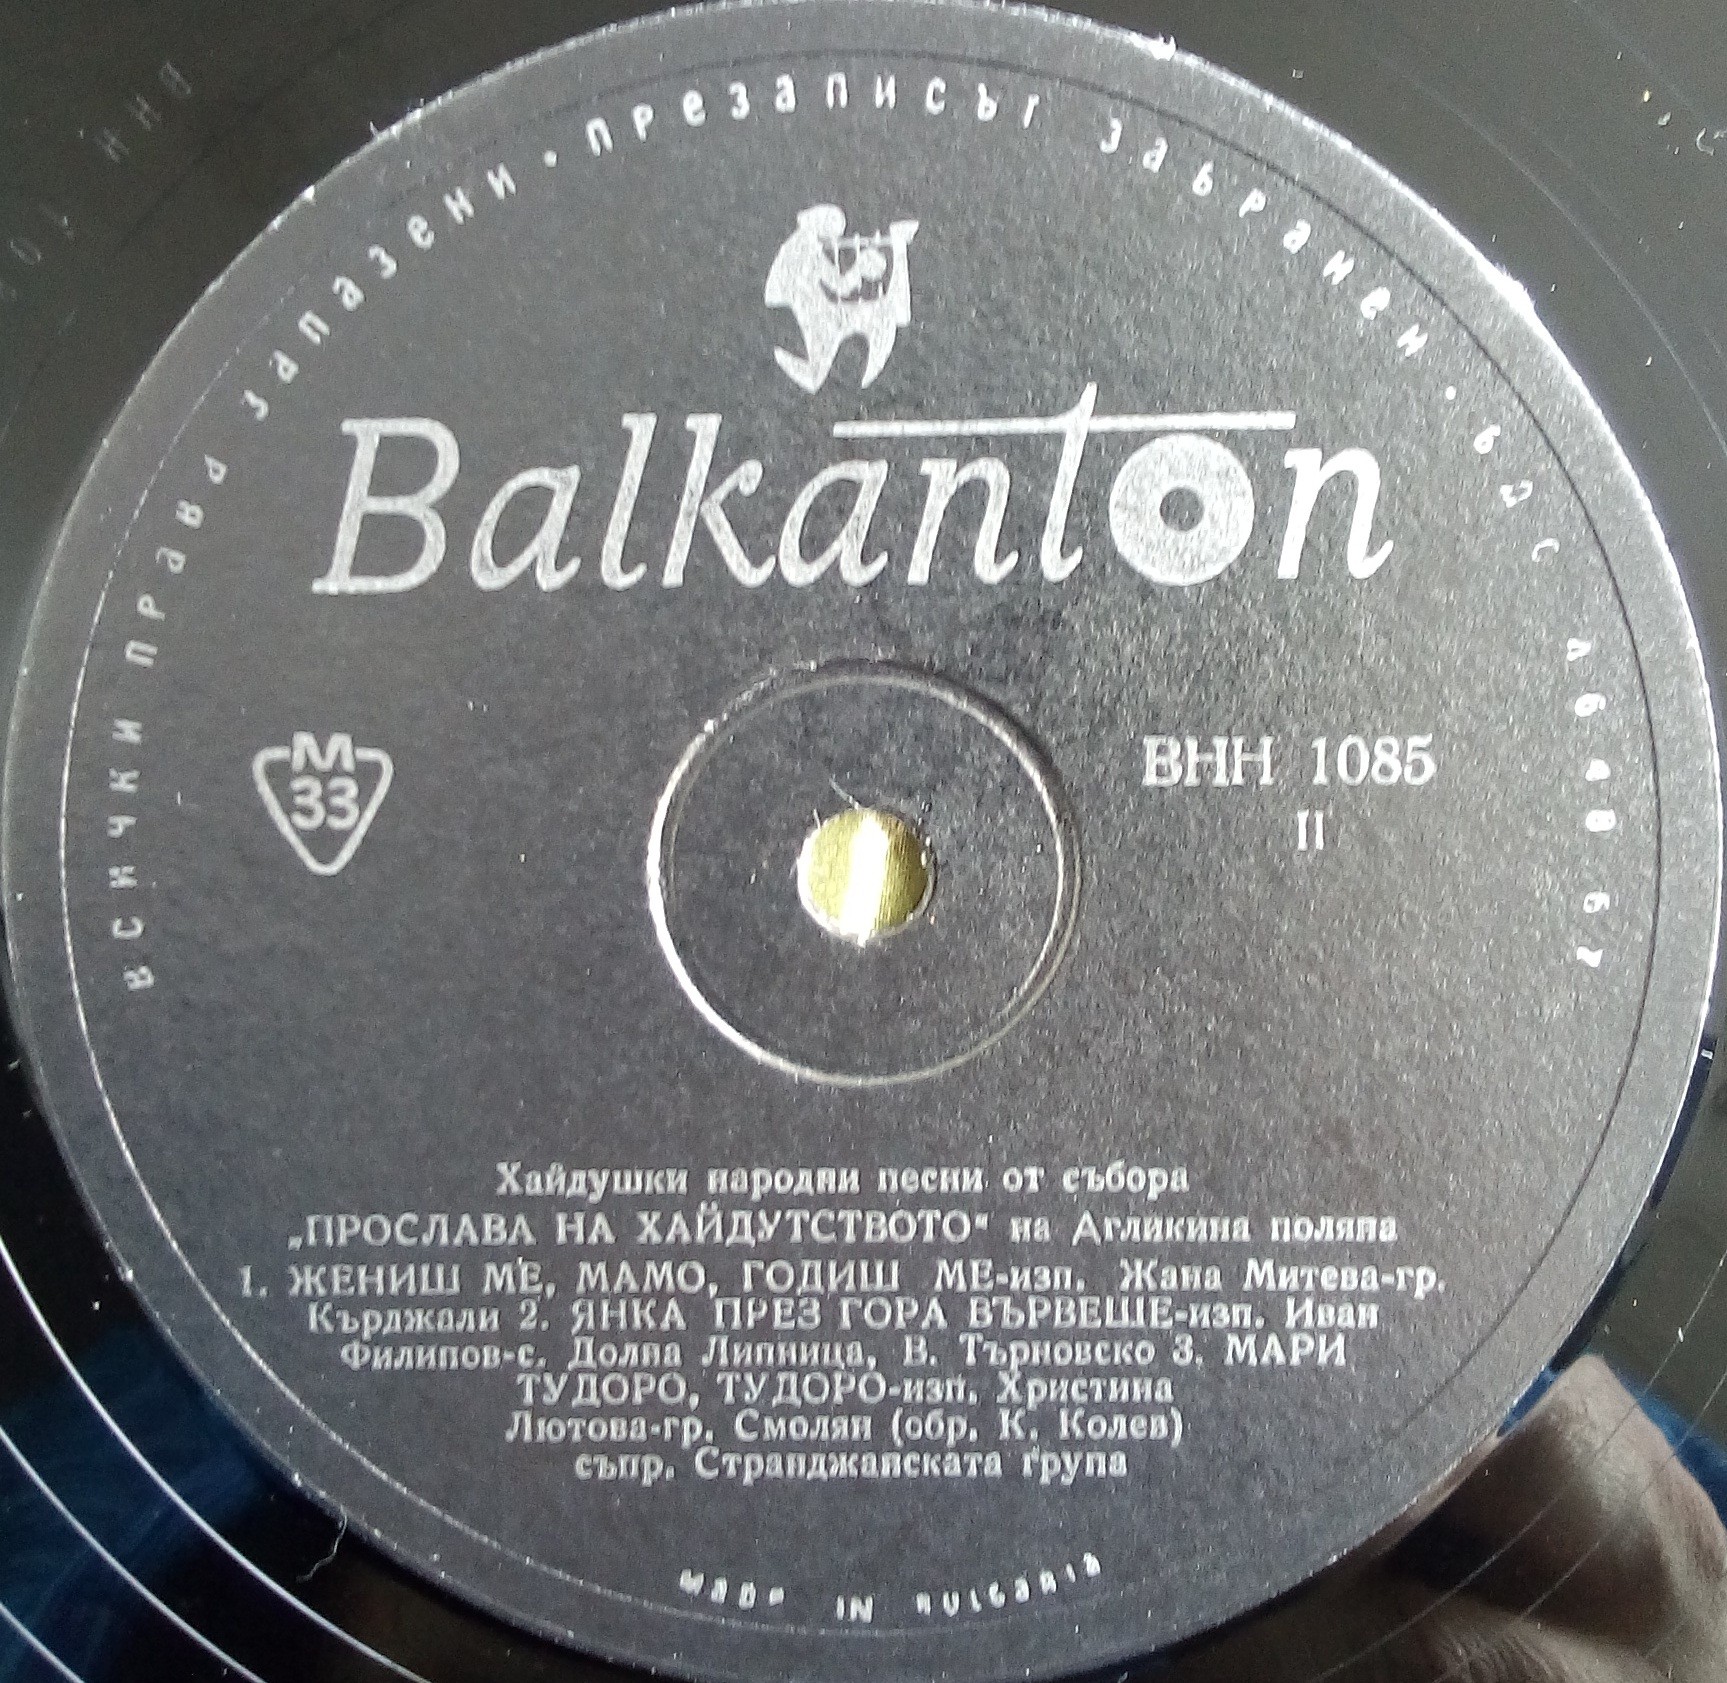 всички права запазени • презаписът забранен • БДС 
Balkanton
М
33
ВНН 1085
II
Хайдушки народни песни от събора
„ПРОСЛАВА НА ХАЙДУТСТВОТО“ на Агликина поляна
1. ЖЕНИШ МЕ, МАМО, ГОДИШ МЕ-изп. Жана Митева-гр.
Кърджали 2. ЯНКА ПРЕЗ ГОРА ВЪРВЕШЕ-изп. Иван
Филипов-с. Долна Липница, В. Търновско 3. МАРИ
ТУДОРО, ТУДОРО-изп. Христина
Лютова-гр. Смолян (обр. К. Колев)
съпр. Странджанската група
MADE IN BULGARIA